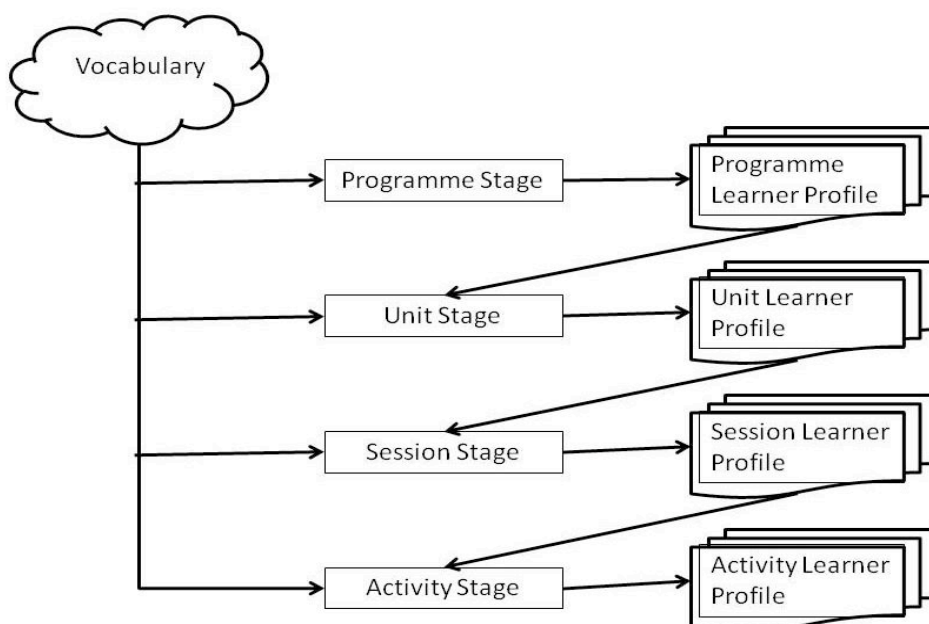 Vocabulary
Programme Stage
Programme
Learner Profile
Unit Stage
Unit Learner
Profile
Session Stage
Session Learner
Profile
Activity Stage
Activity Learner
Profile